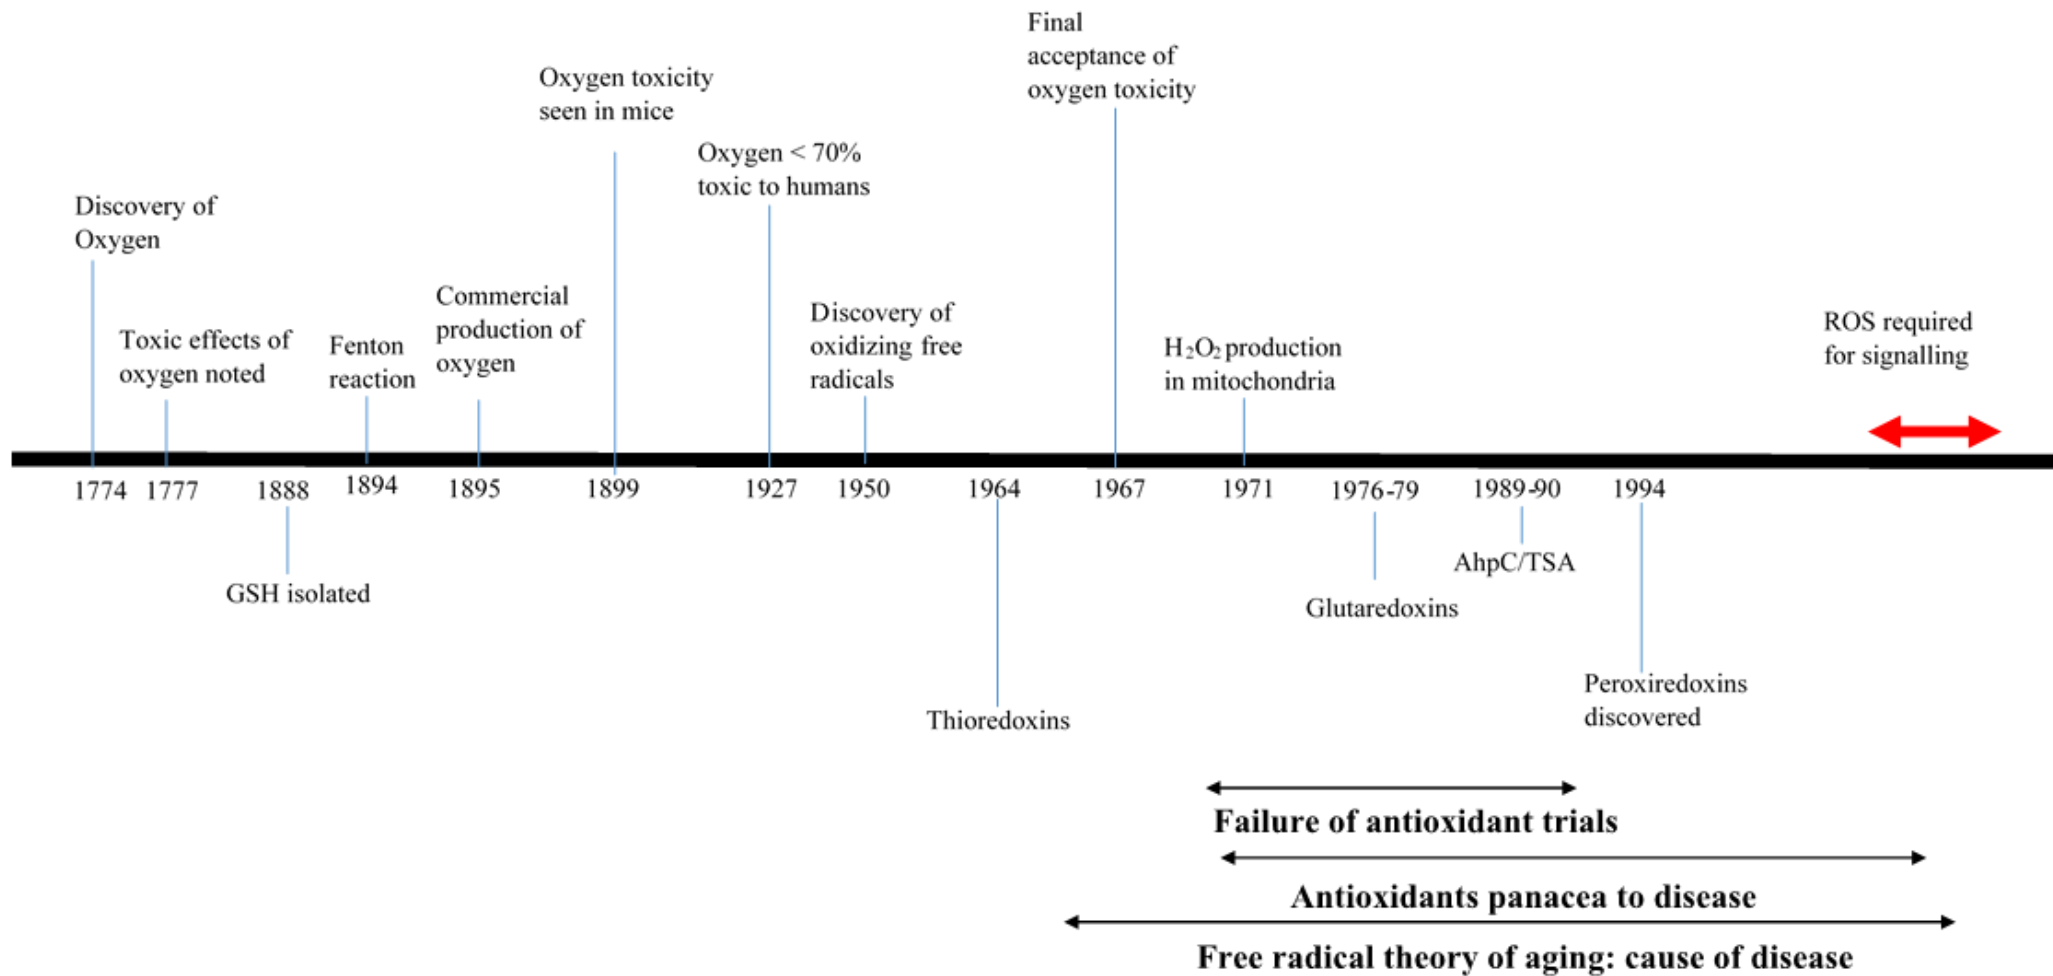 Final
acceptance of
oxygen toxicity
Oxygen toxicity
seen in mice
Oxygen < 70%
toxic to humans
Discovery of
Oxygen
Toxic effects of
oxygen noted
Fenton
reaction
Commercial
production of
oxygen
Discovery of
oxidizing free
radicals
H₂O₂ production
in mitochondria
ROS required
for signalling
1774 1777 1888 1894 1895 1899 1927 1950 1964 1967 1971 1976-79 1989-90 1994
GSH isolated
AhpC/TSA
Glutaredoxins
Thioredoxins
Peroxiredoxins
discovered
Failure of antioxidant trials
Antioxidants panacea to disease
Free radical theory of aging: cause of disease